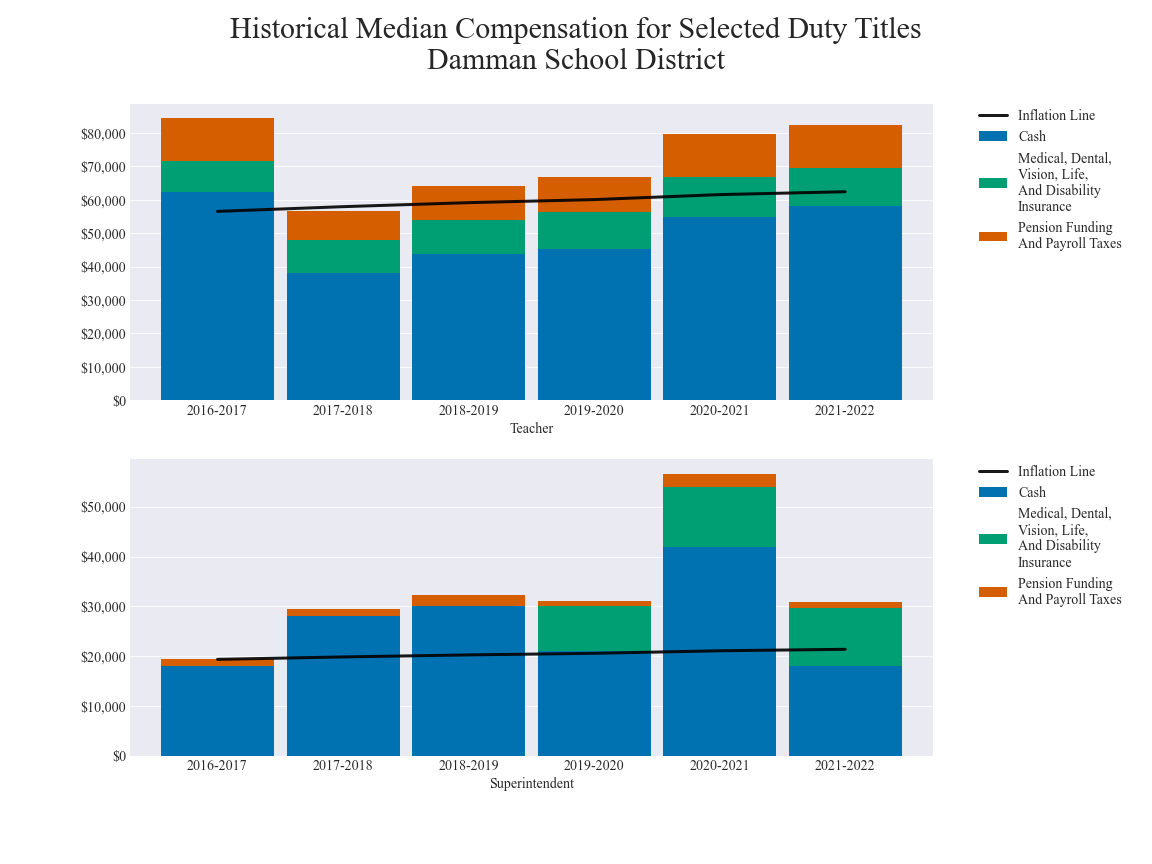 Historical Median Compensation for Selected Duty Titles
Damman School District
$80,000
$70,000
$60,000
$50,000
$40,000
$30,000
$20,000
$10,000
$0
2016-2017 2017-2018 2018-2019 2019-2020 2020-2021 2021-2022
Teacher
Inflation Line
Cash
Medical, Dental,
Vision, Life,
And Disability
Insurance
Pension Funding
And Payroll Taxes
$50,000
$40,000
$30,000
$20,000
$10,000
$0
2016-2017 2017-2018 2018-2019 2019-2020 2020-2021 2021-2022
Superintendent
Inflation Line
Cash
Medical, Dental,
Vision, Life,
And Disability
Insurance
Pension Funding
And Payroll Taxes